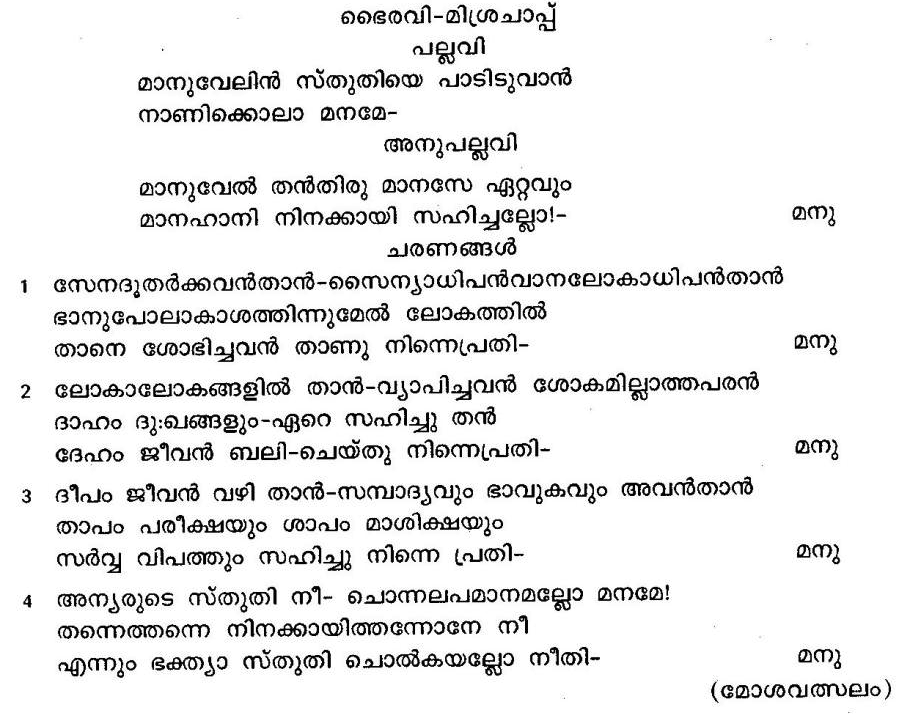 ഭൈരവി-മിശ്രചാപ്പ്
പല്ലവി
മാനുവേലിൻ സ്തുതിയെ പാടിടുവാൻ
നാണിക്കൊലാ മനമേ-
അനുപല്ലവി
മാനുവേൽ തൻതിരു മാനസേ ഏറ്റവും
മാനഹാനി നിനക്കായി സഹിച്ചല്ലോ!- മനു
ചരണങ്ങൾ
1 സേനദൂതർക്കവൻതാൻ-സൈന്യാധിപൻവാനലോകാധിപൻതാൻ
ഭാനുപോലാകാശത്തിന്നുമേൽ ലോകത്തിൽ
താനെ ശോഭിച്ചവൻ താണു നിന്നെപ്രതി- മനു
2 ലോകാലോകങ്ങളിൽ താൻ-വ്യാപിച്ചവൻ ശോകമില്ലാത്തപരൻ
ദാഹം ദു:ഖങ്ങളും-ഏറെ സഹിച്ചു തൻ
ദേഹം ജീവൻ ബലി-ചെയ്തു നിന്നെപ്രതി- മനു
3 ദീപം ജീവൻ വഴി താൻ-സമ്പാദ്യവും ഭാവുകവും അവൻതാൻ
താപം പരീക്ഷയും ശാപം മാശിക്ഷയും
സർവ്വ വിപത്തും സഹിച്ചു നിന്നെ പ്രതി- മനു
4 അന്യരുടെ സ്തുതി നീ- ചൊന്നലപമാനമല്ലോ മനമേ!
തന്നെത്തന്നെ നിനക്കായിത്തന്നോനേ നീ
എന്നും ഭക്ത്യാ സ്തുതി ചൊൽകയല്ലോ നീതി- മനു
(മോശവത്സലം)